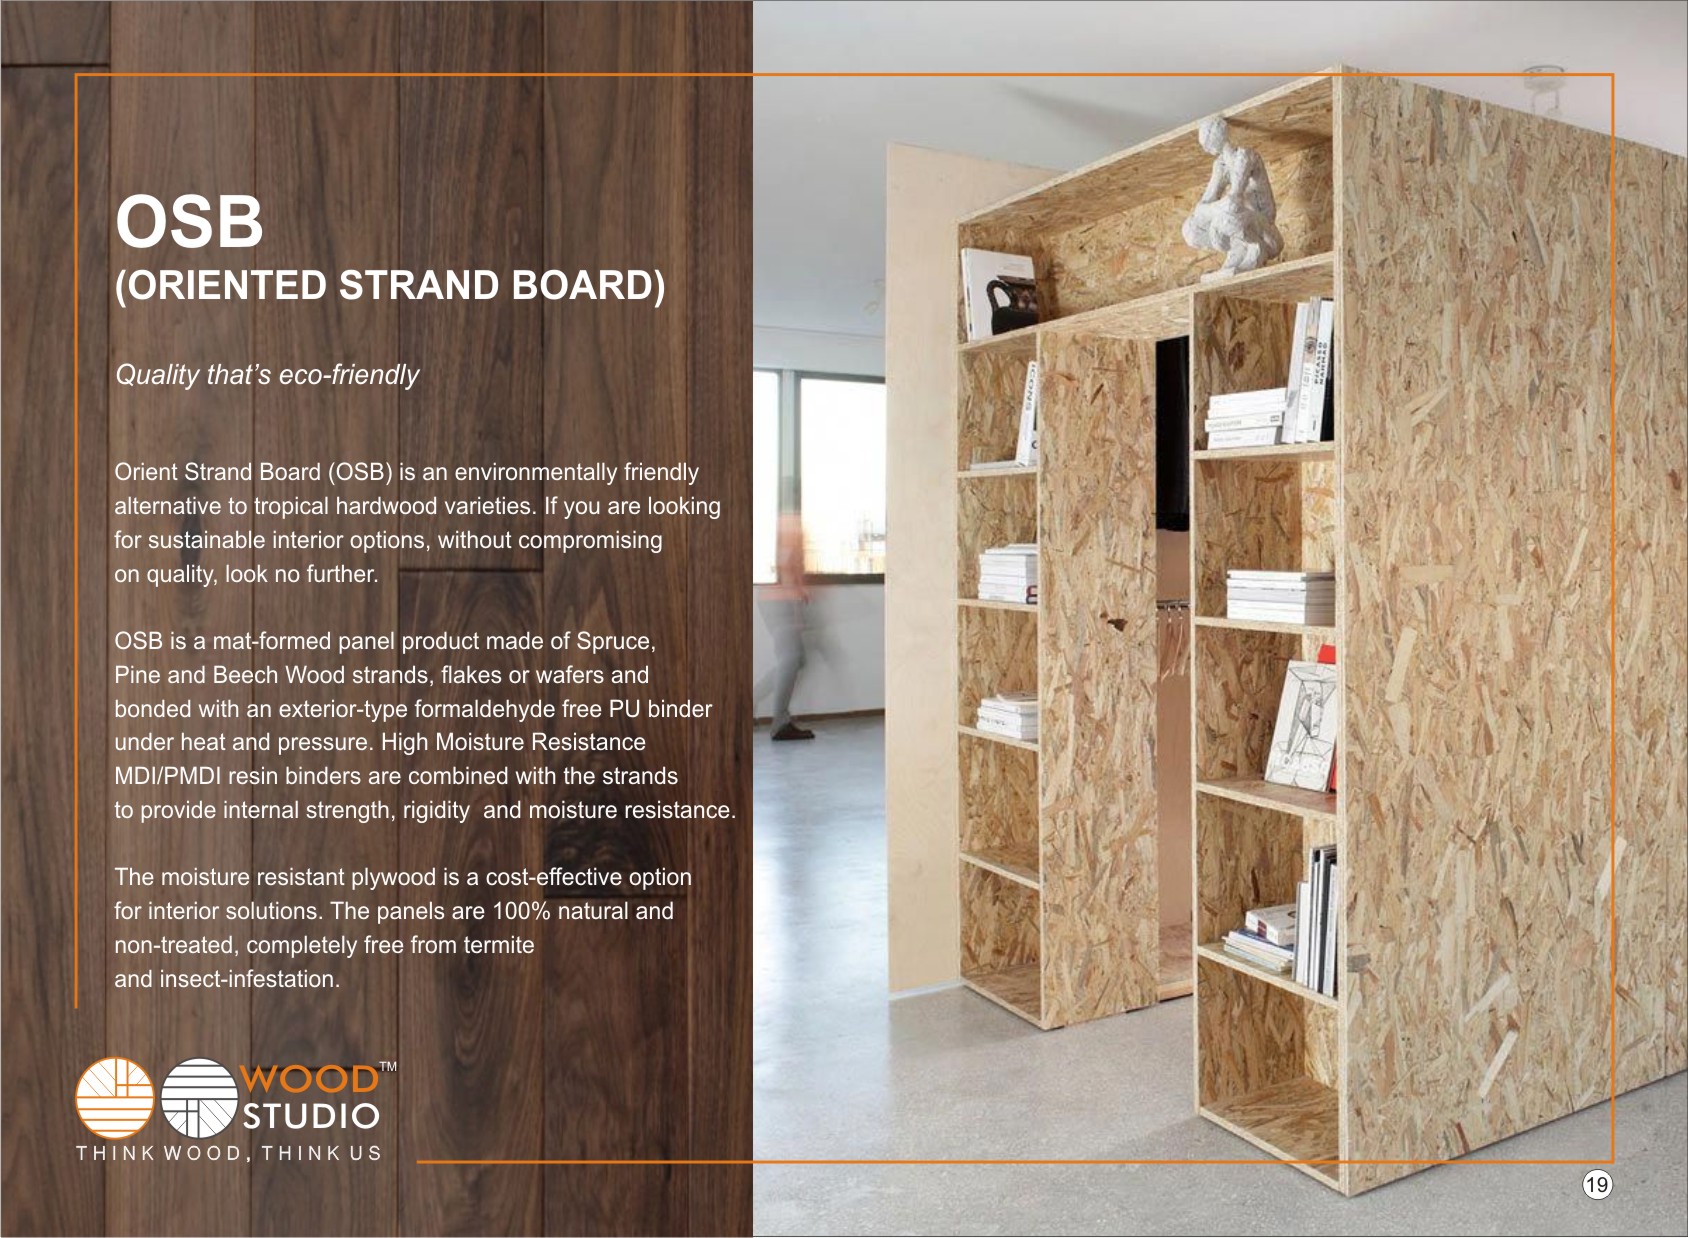 OSB
(ORIENTED STRAND BOARD)
Quality that’s eco-friendly
Orient Strand Board (OSB) is an environmentally friendly
alternative to tropical hardwood varieties. If you are looking
for sustainable interior options, without compromising
on quality, look no further.
OSB is a mat-formed panel product made of Spruce,
Pine and Beech Wood strands, flakes or wafers and
bonded with an exterior-type formaldehyde free PU binder
under heat and pressure. High Moisture Resistance
MDI/PMDI resin binders are combined with the strands
to provide internal strength, rigidity  and moisture resistance.
The moisture resistant plywood is a cost-effective option
for interior solutions. The panels are 100% natural and
non-treated, completely free from termite
and insect-infestation.
WOOD TM
STUDIO
THINK WOOD, THINK US
ICONS
PICASSO
19